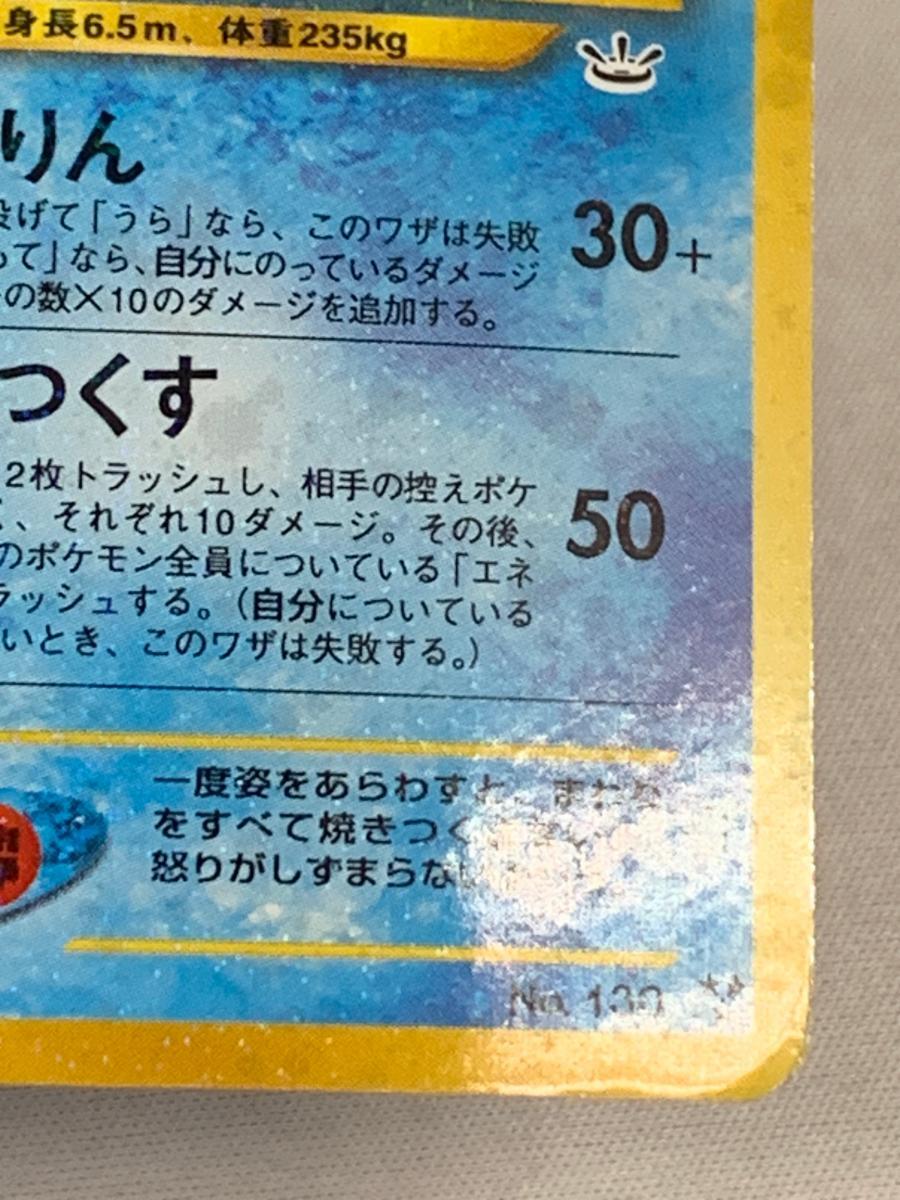 身長6.5m、体重235kg
りん
投げて「うら」なら、このワザは失敗
もて」なら、自分にのっているダメージ
の数×10のダメージを追加する。
30+
つくす
2枚トラッシュし、相手の控えポケ
、それぞれ10ダメージ。その後、
のポケモン全員についている「エネ
ラッシュする。(自分についている
いとき、このワザは失敗する。)
50
一度姿をあらわすと、まわり
をすべて焼きつく
怒りがしずまらな
No. 130